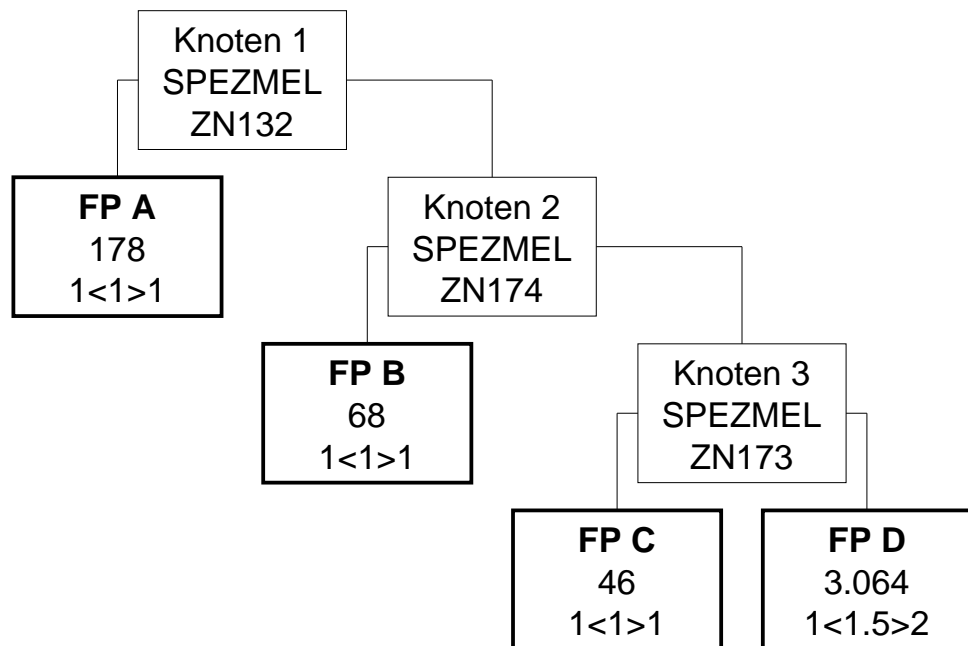 Knoten 1
SPEZMEL
ZN132
FP A
178
1<1>1
Knoten 2
SPEZMEL
ZN174
FP B
68
1<1>1
Knoten 3
SPEZMEL
ZN173
FP C
46
1<1>1
FP D
3.064
1<1.5>2